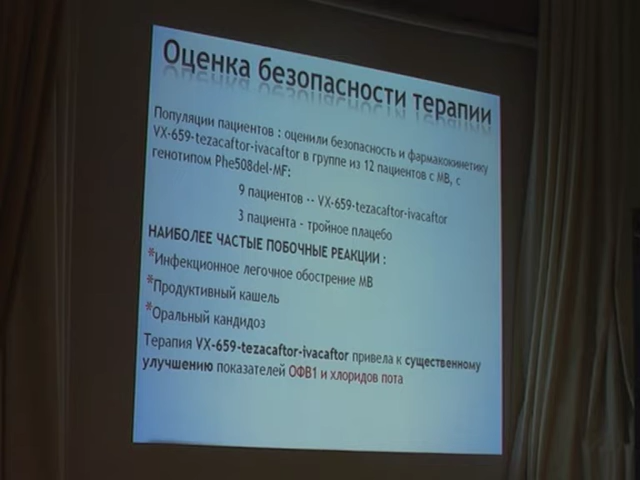 Оценка безопасности терапии
Популяции пациентов : оценили безопасность и фармакокинетику
VX-659-tezacaftor-ivacaftor в группе из 12 пациентов с МВ, с
генотипом Phe508del-MF:
9 пациентов -- VX-659-tezacaftor-ivacaftor
3 пациента - тройное плацебо
НАИБОЛЕЕ ЧАСТЫЕ ПОБОЧНЫЕ РЕАКЦИИ :
*Инфекционное легочное обострение МВ
*Продуктивный кашель
*Оральный кандидоз
Терапия VX-659-tezacaftor-ivacaftor привела к существенному
улучшению показателей ОФВ1 и хлоридов пота